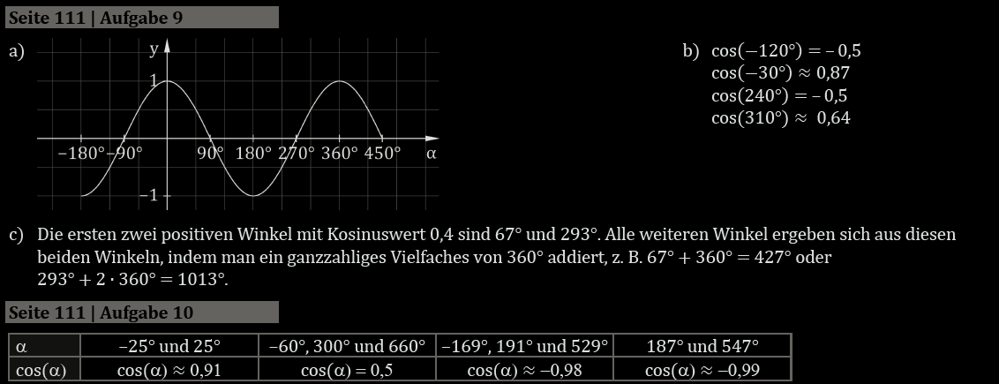 Seite 111 | Aufgabe 9
a)
y
1
−180° −90° 90° 180° 270° 360° 450° α
−1
b) cos(−120°) = – 0,5
cos(−30°) ≈ 0,87
cos(240°) = – 0,5
cos(310°) ≈ 0,64
c) Die ersten zwei positiven Winkel mit Kosinuswert 0,4 sind 67° und 293°. Alle weiteren Winkel ergeben sich aus diesen
beiden Winkeln, indem man ein ganzzahliges Vielfaches von 360° addiert, z. B. 67° + 360° = 427° oder
293° + 2 · 360° = 1013°.
Seite 111 | Aufgabe 10
α −25° und 25° −60°, 300° und 660° −169°, 191° und 529° 187° und 547°
cos(α) cos(α) ≈ 0,91 cos(α) = 0,5 cos(α) ≈ −0,98 cos(α) ≈ −0,99